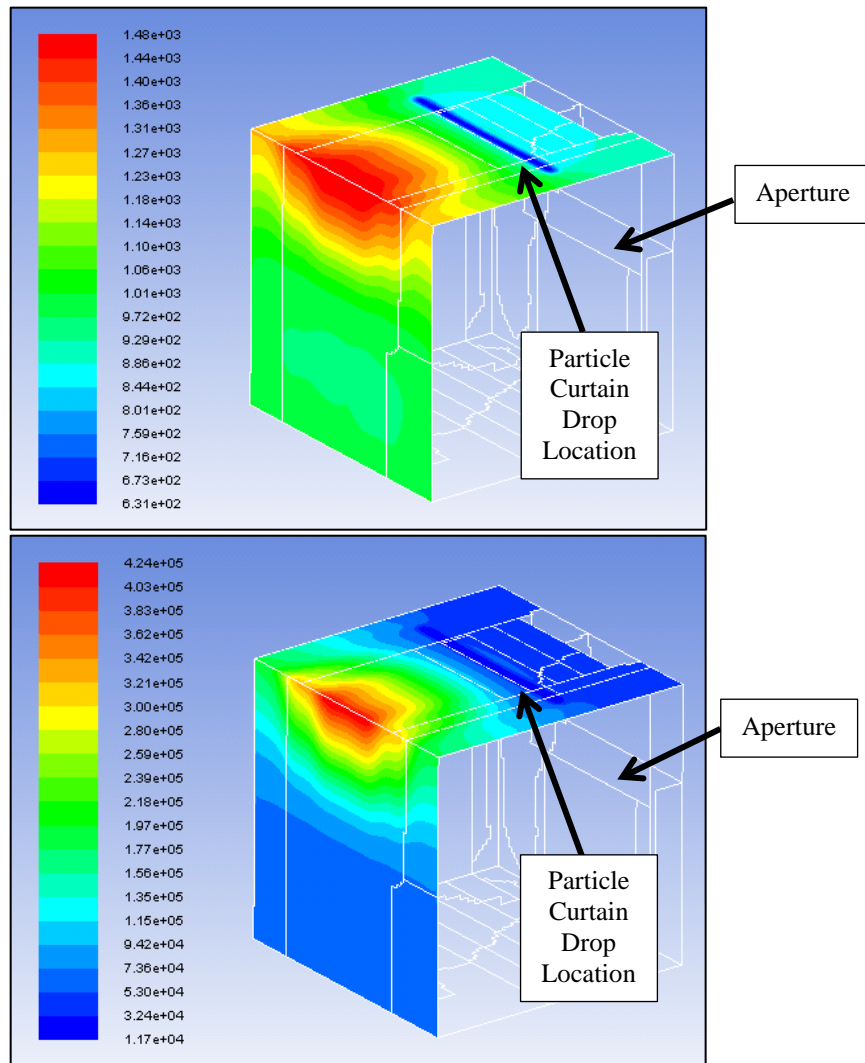 1.48e+03
1.44e+03
1.40e+03
1.36e+03
1.31e+03
1.27e+03
1.23e+03
1.18e+03
1.14e+03
1.10e+03
1.06e+03
1.01e+03
9.72e+02
9.29e+02
8.86e+02
8.44e+02
8.01e+02
7.59e+02
7.16e+02
6.73e+02
6.31e+02
Aperture
Particle
Curtain
Drop
Location
4.24e+05
4.03e+05
3.83e+05
3.62e+05
3.42e+05
3.21e+05
3.00e+05
2.80e+05
2.59e+05
2.39e+05
2.18e+05
1.97e+05
1.77e+05
1.56e+05
1.35e+05
1.15e+05
9.42e+04
7.36e+04
5.30e+04
3.24e+04
1.17e+04
Aperture
Particle
Curtain
Drop
Location